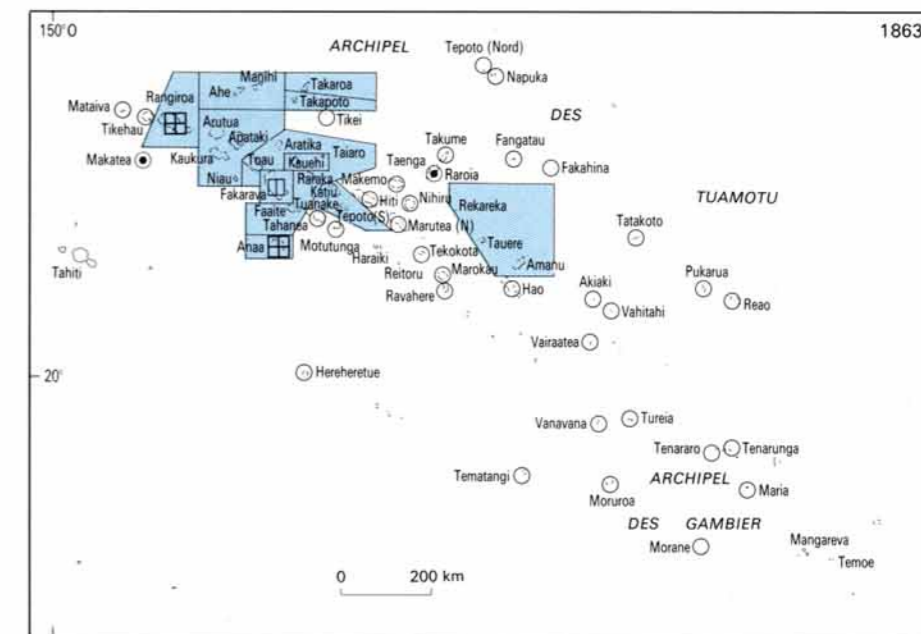 150°O
1863
ARCHIPEL
Tepoto (Nord)
Napuka
Manihi
Ahe
Takaroa
Takapoto
Rangiroa
Mataiva
Tikehau
Tikei
DES
Arutua
Apataki
Aratika
Takume
Fangatau
Makatea
Kaukura
Toau
Kauehi
Taiaro
Taenga
Raroia
Fakahina
Niau
Raraka
Makemo
Fakarava
Katiu
Hiti
Nihiru
TUAMOTU
Tuanake
Rekareka
Faaite
Tepoto(S)
Tahanea
Marutea (N)
Tatakoto
Anaa
Motutunga
Haraiki
Tekokota
Tauere
Amanu
Tahiti
Reitoru
Marokau
Pukarua
Ravahere
Hao
Akiaki
Reao
Vahitahi
Vairaatea
20°
Hereheretue
Vanavana
Tureia
Tenararo
Tenarunga
Tematangi
ARCHIPEL
Moruroa
Maria
DES GAMBIER
Morane
Mangareva
Temoe
0 200 km